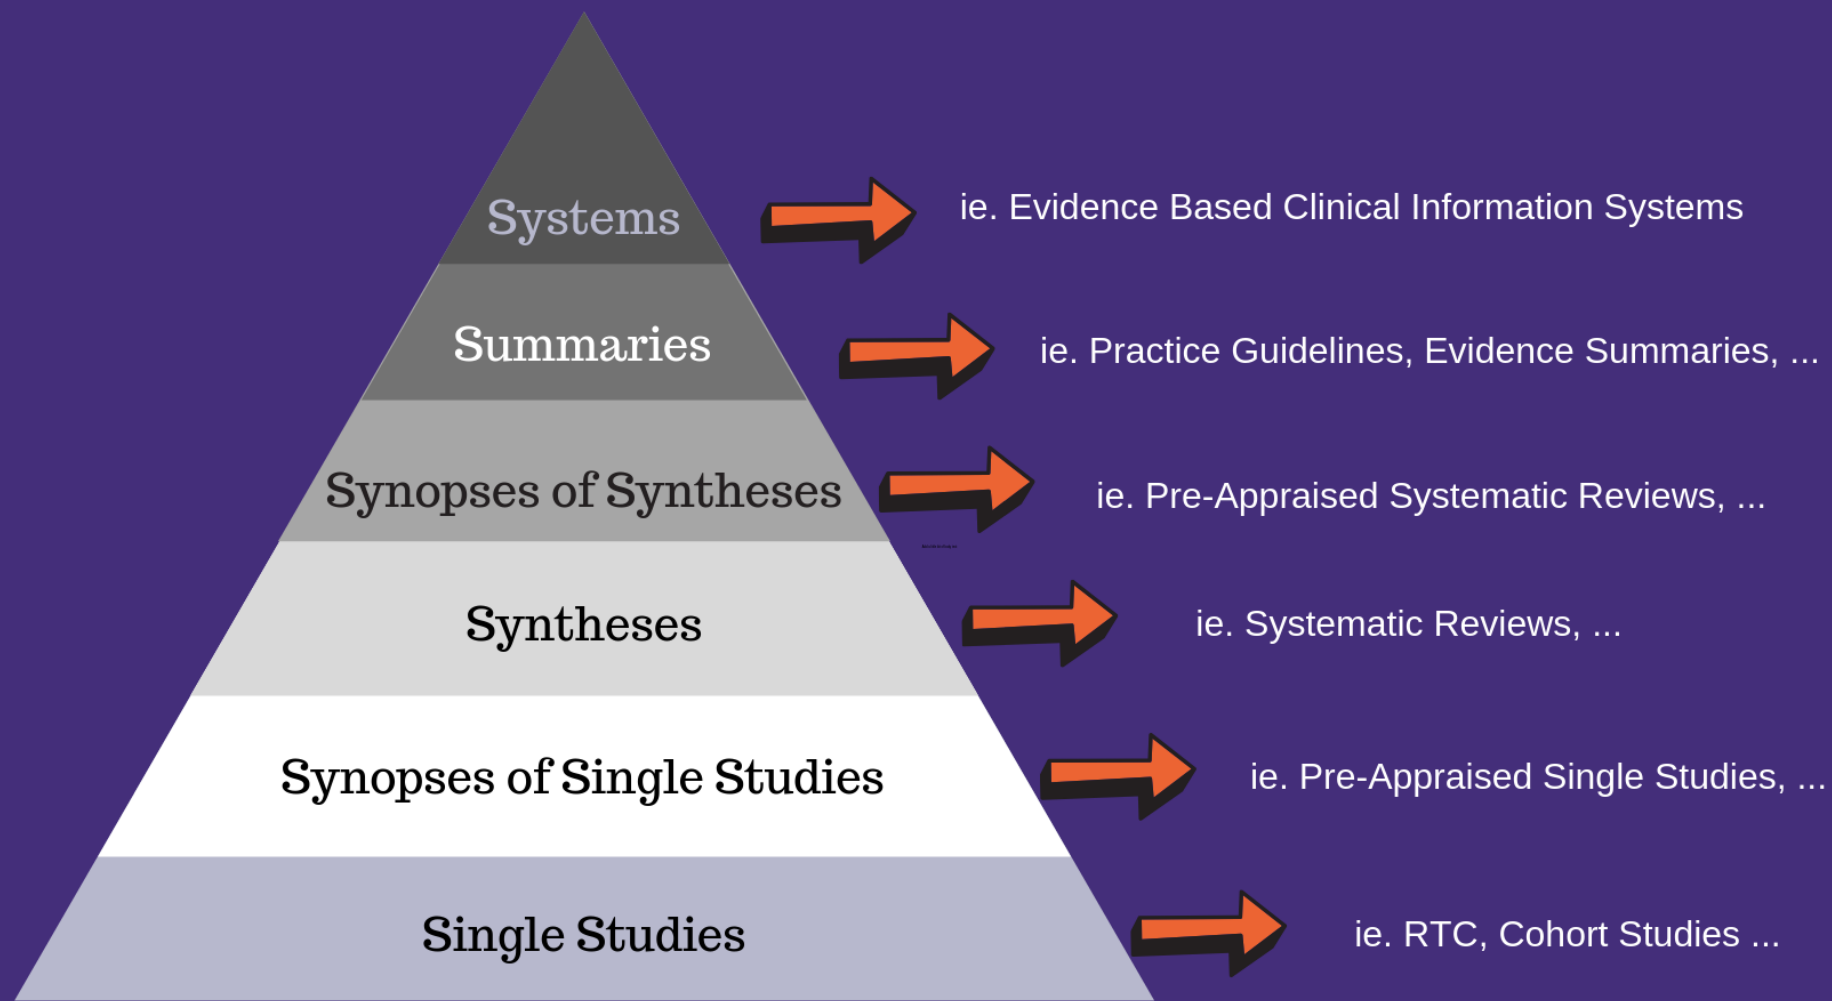 Systems
ie. Evidence Based Clinical Information Systems
Summaries
ie. Practice Guidelines, Evidence Summaries, ...
Synopses of Syntheses
ie. Pre-Appraised Systematic Reviews, ...
Syntheses
ie. Systematic Reviews, ...
Synopses of Single Studies
ie. Pre-Appraised Single Studies, ...
Single Studies
ie. RTC, Cohort Studies ...